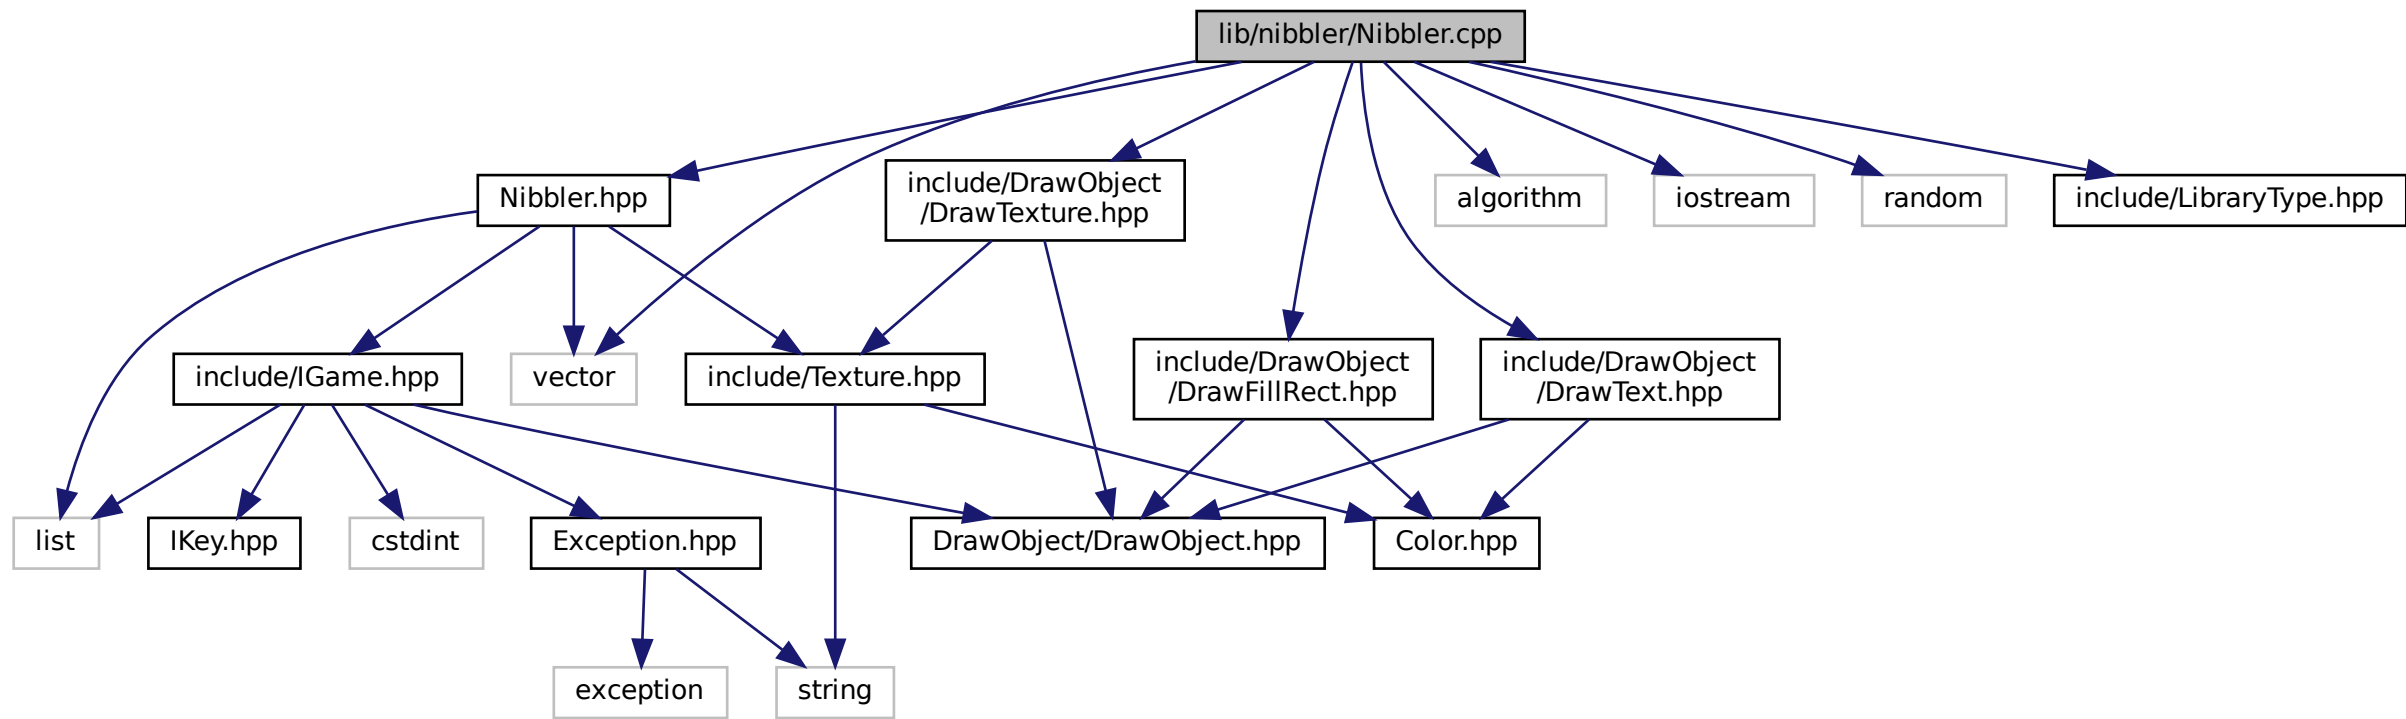 lib/nibbler/Nibbler.cpp
Nibbler.hpp
include/DrawObject
/DrawTexture.hpp
algorithm
iostream
random
include/LibraryType.hpp
include/IGame.hpp
vector
include/Texture.hpp
include/DrawObject
/DrawFillRect.hpp
include/DrawObject
/DrawText.hpp
list
IKey.hpp
cstdint
Exception.hpp
DrawObject/DrawObject.hpp
Color.hpp
exception
string